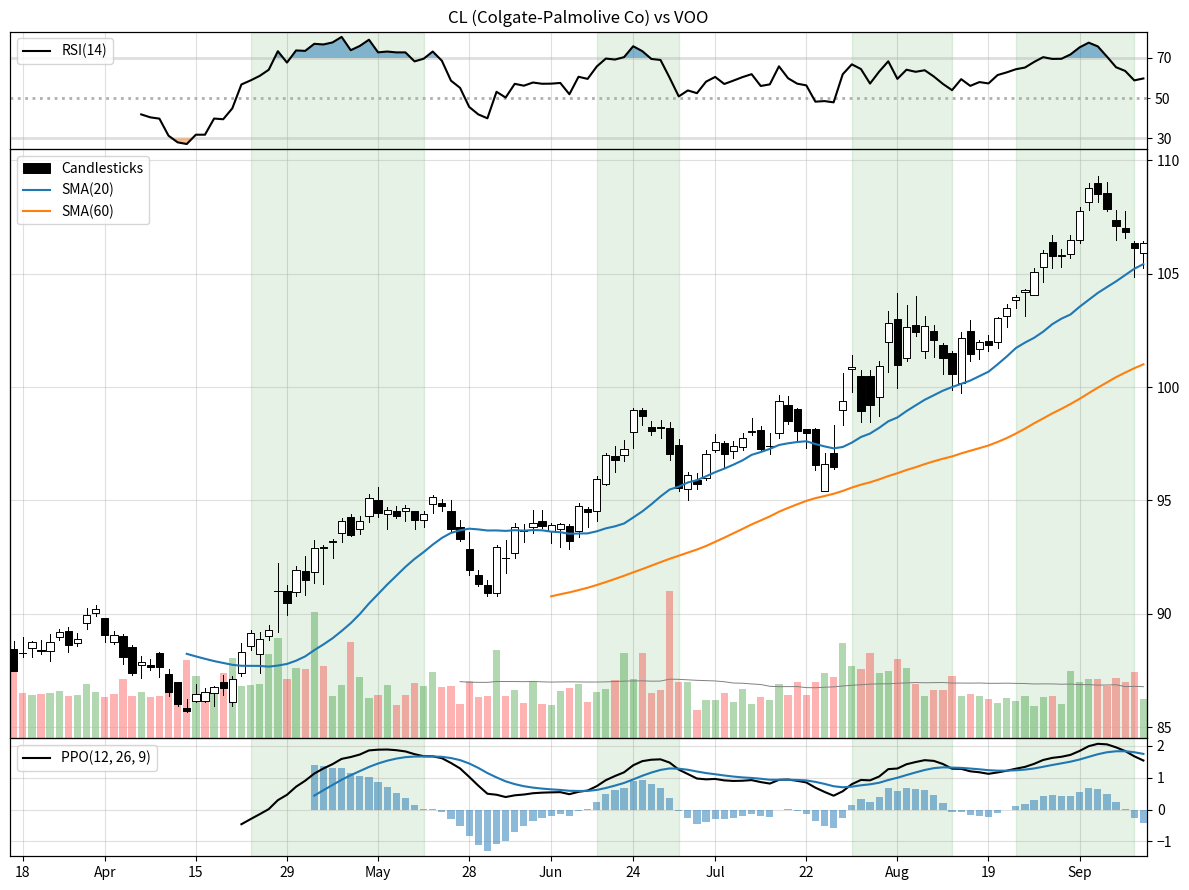 CL (Colgate-Palmolive Co) vs VOO
RSI(14)
70
50
30
Candlesticks
SMA(20)
SMA(60)
110
105
100
95
90
85
PPO(12, 26, 9)
2
1
0
−1
18 Apr 15 29 May 28 Jun 24 Jul 22 Aug 19 Sep